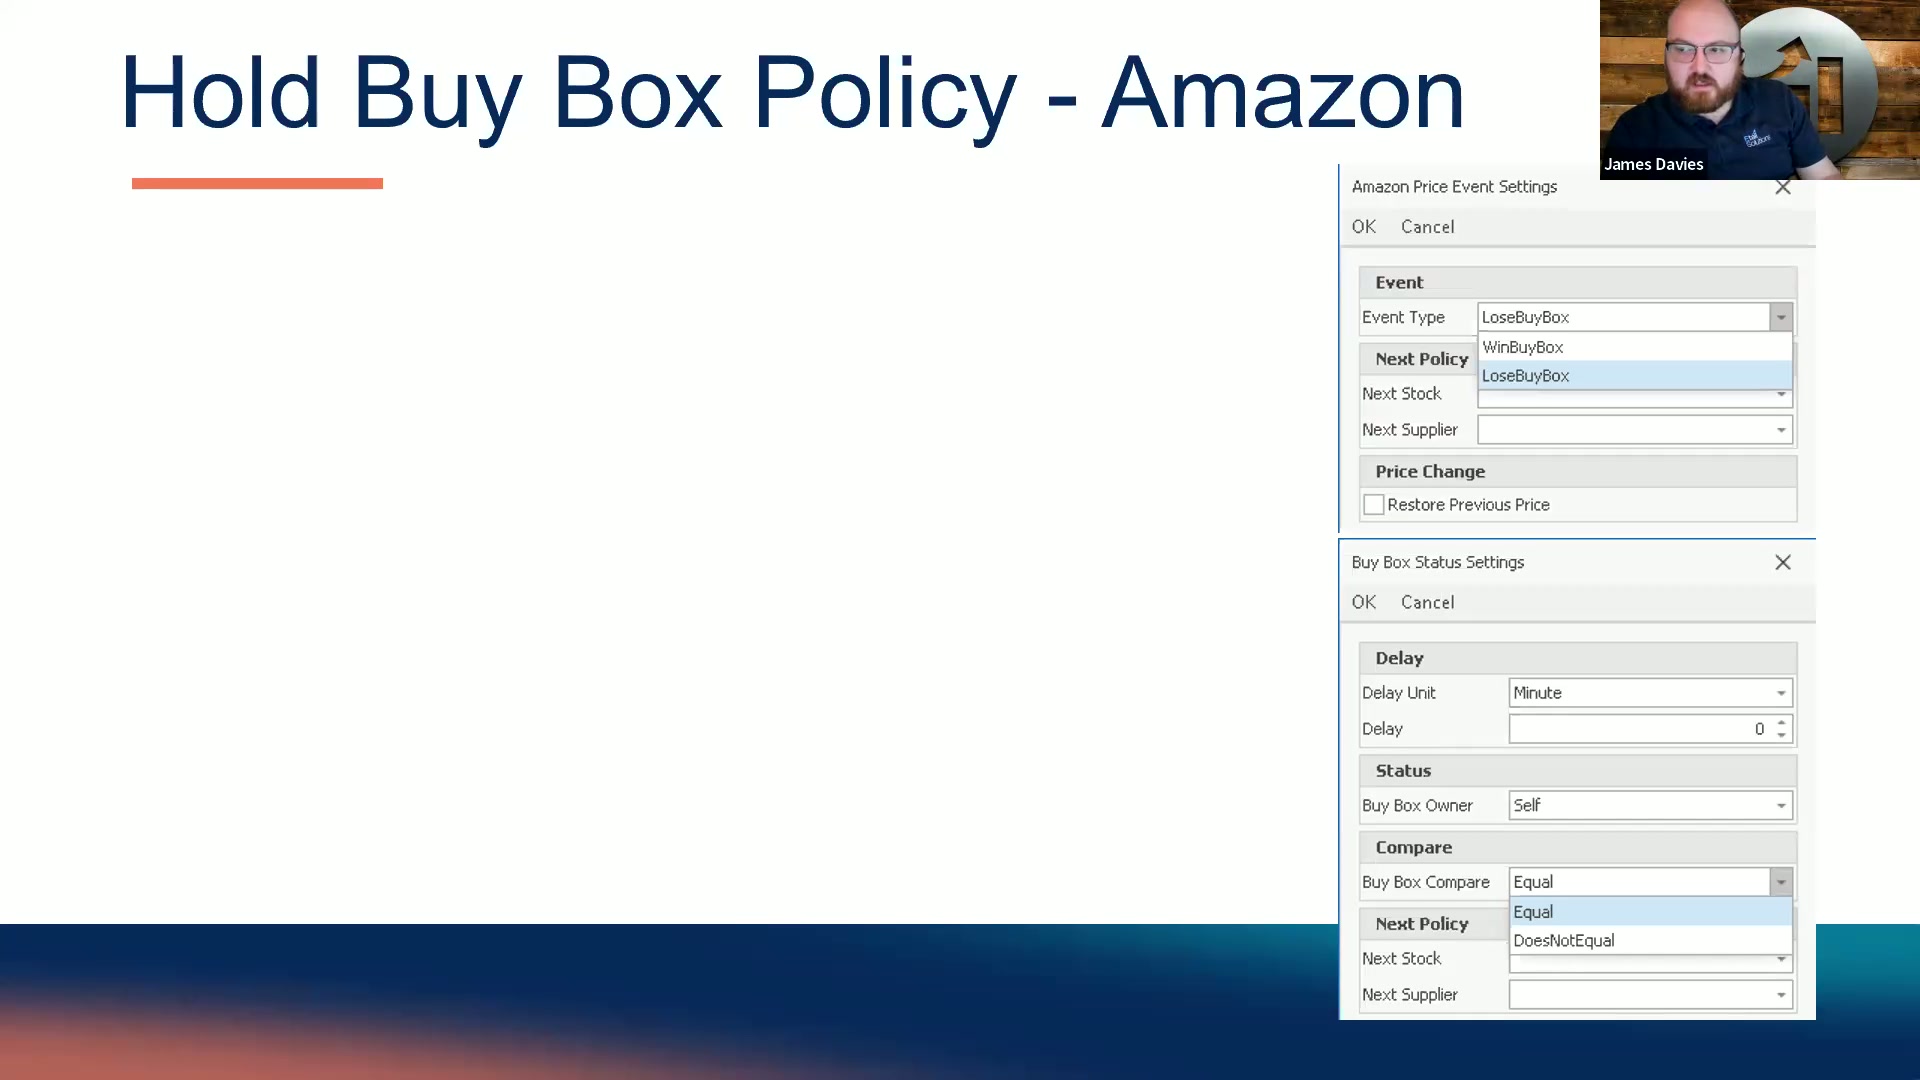 Hold Buy Box Policy - Amazon
James Davies
Amazon Price Event Settings
OK Cancel
Event
Event Type LoseBuyBox
WinBuyBox
Next Policy
LoseBuyBox
Next Stock
Next Supplier
Price Change
Restore Previous Price
Buy Box Status Settings
OK Cancel
Delay
Delay Unit Minute
Delay 0
Status
Buy Box Owner Self
Compare
Buy Box Compare Equal
Equal
Next Policy
DoesNotEqual
Next Stock
Next Supplier